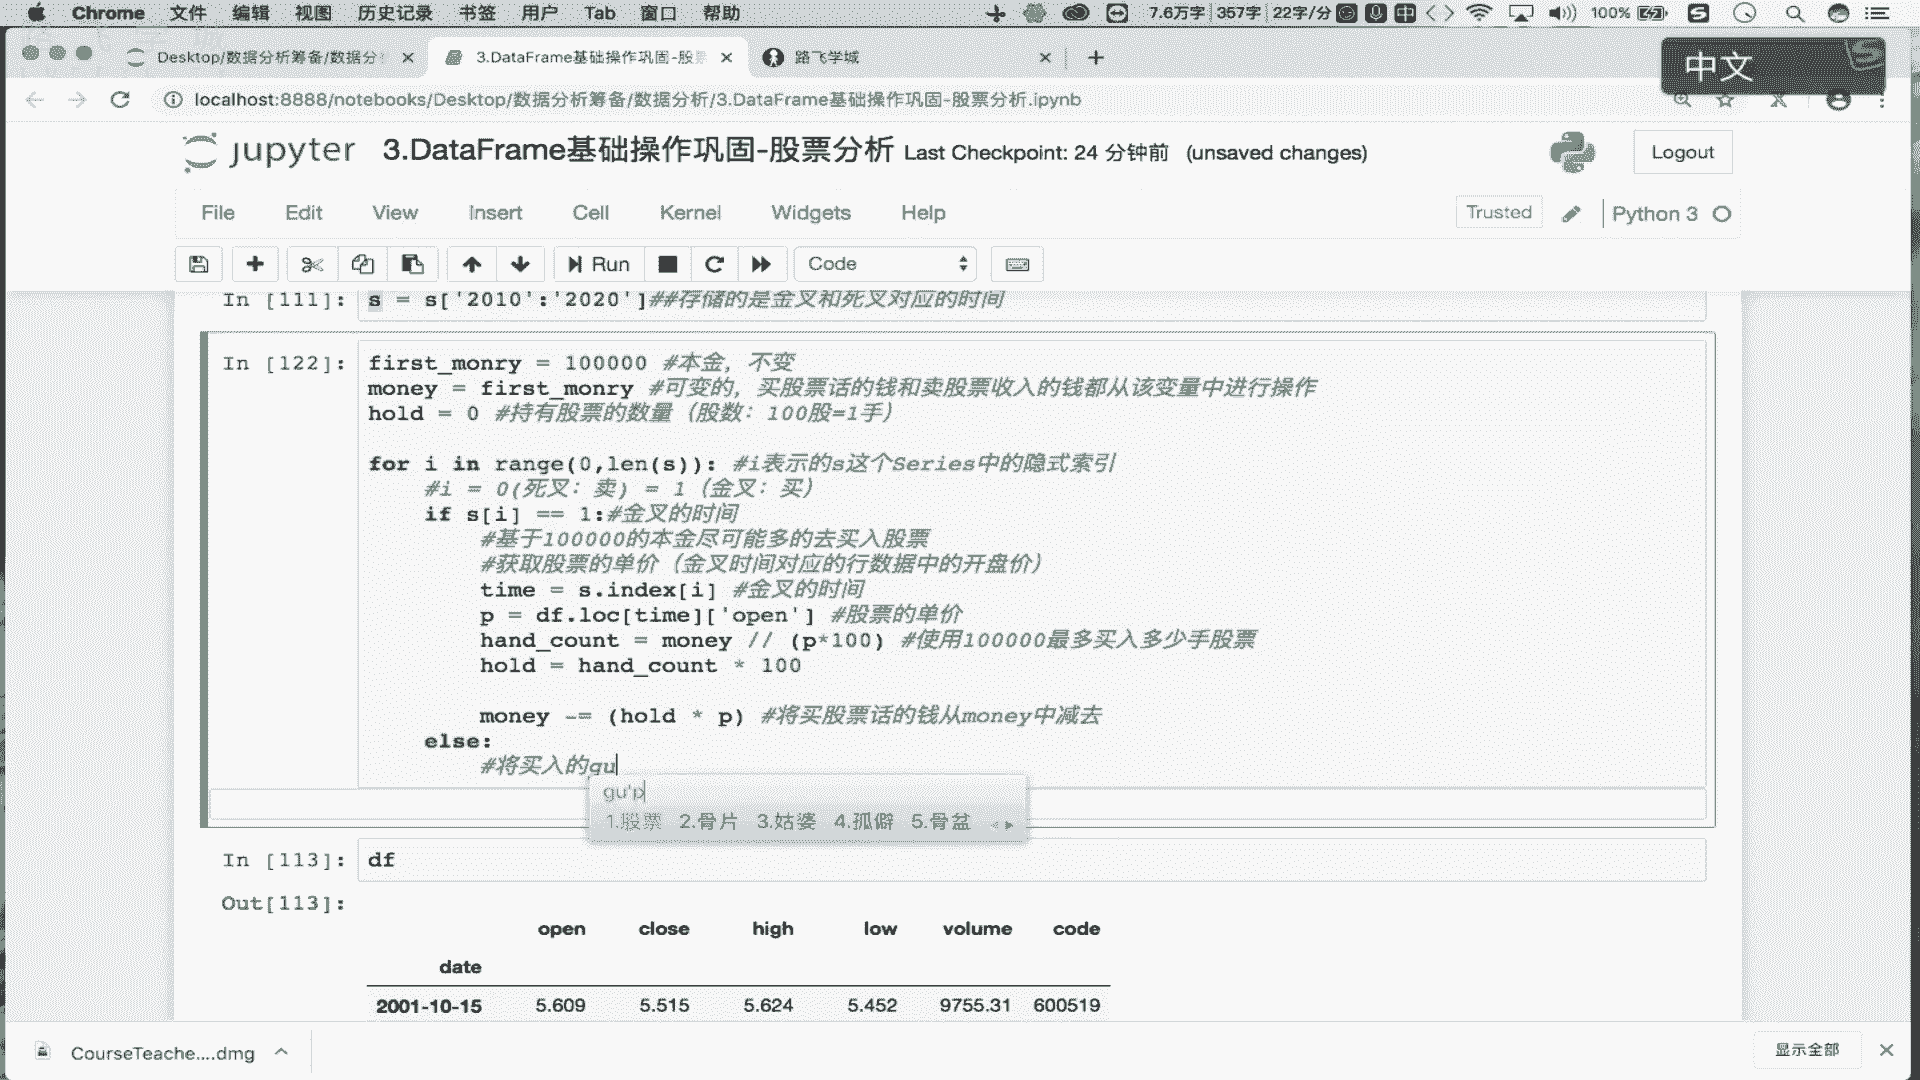 Chrome 文件 编辑 视图 历史记录 书签 用户 Tab 窗口 帮助 7.6万字 357字 22字/分 中 100%
Desktop/数据分析筹备/数据分 3.DataFrame基础操作巩固-股 路飞学城
中文
localhost:8888/notebooks/Desktop/数据分析筹备/数据分析/3.DataFrame基础操作巩固-股票分析.ipynb
jupyter 3.DataFrame基础操作巩固-股票分析 Last Checkpoint: 24 分钟前 (unsaved changes) Logout
File Edit View Insert Cell Kernel Widgets Help Trusted Python 3
Run Code
In [111]: s = s['2010':'2020']##存储的是金叉和死叉对应的时间
In [122]: first_monry = 100000 #本金，不变
money = first_monry #可变的，买股票话的钱和卖股票收入的钱都从该变量中进行操作
hold = 0 #持有股票的数量（股数：100股=1手）
for i in range(0,len(s)): #i表示的s这个Series中的隐式索引
#i = 0(死叉：卖) = 1（金叉：买）
if s[i] == 1:#金叉的时间
#基于100000的本金尽可能多的去买入股票
#获取股票的单价（金叉时间对应的行数据中的开盘价）
time = s.index[i] #金叉的时间
p = df.loc[time]['open'] #股票的单价
hand_count = money // (p*100) #使用100000最多买入多少手股票
hold = hand_count * 100
money -= (hold * p) #将买股票话的钱从money中减去
else:
#将买入的gu
gu'p
1.股票 2.骨片 3.姑婆 4.孤僻 5.骨盆
In [113]: df
Out[113]:
open close high low volume code
date
2001-10-15 5.609 5.515 5.624 5.452 9755.31 600519
CourseTeache....dmg 显示全部